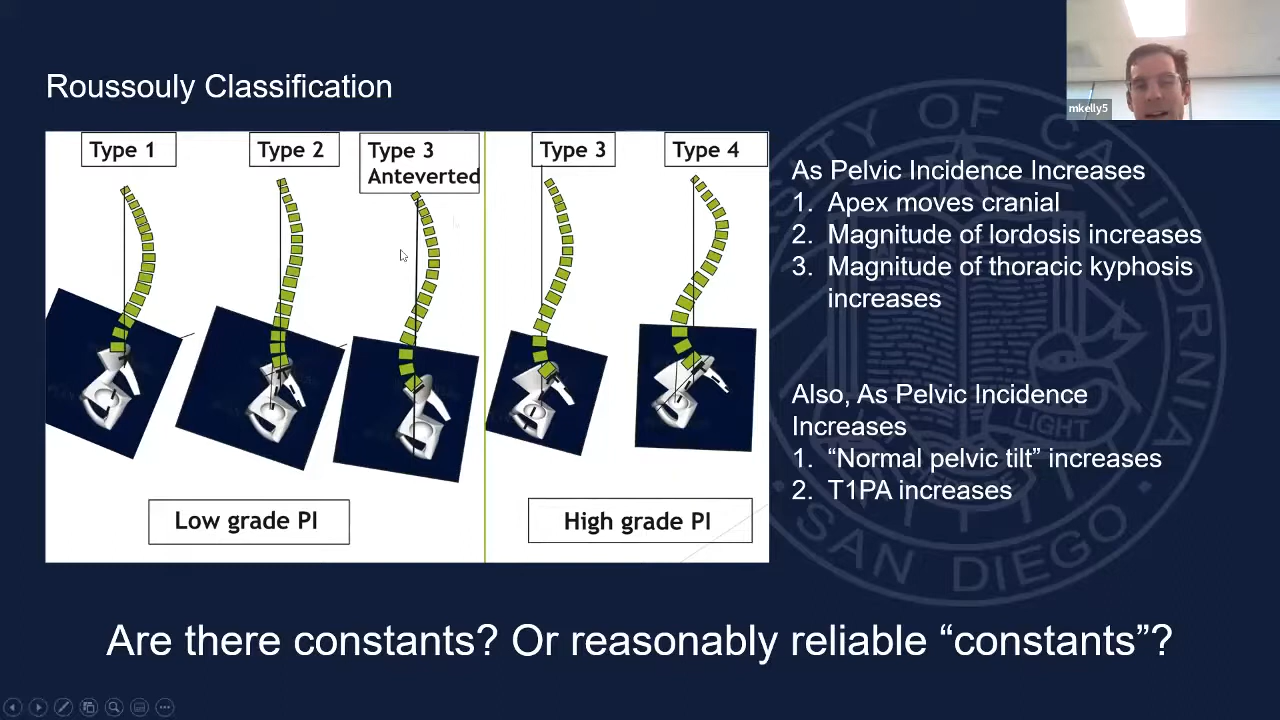 mkelly5
Roussouly Classification
Type 1
Type 2
Type 3
Anteverted
Type 3
Type 4
Low grade PI
High grade PI
As Pelvic Incidence Increases
1. Apex moves cranial
2. Magnitude of lordosis increases
3. Magnitude of thoracic kyphosis
increases
Also, As Pelvic Incidence
Increases
1. “Normal pelvic tilt” increases
2. T1PA increases
LIGHT
SAN DIEGO
Are there constants? Or reasonably reliable “constants”?